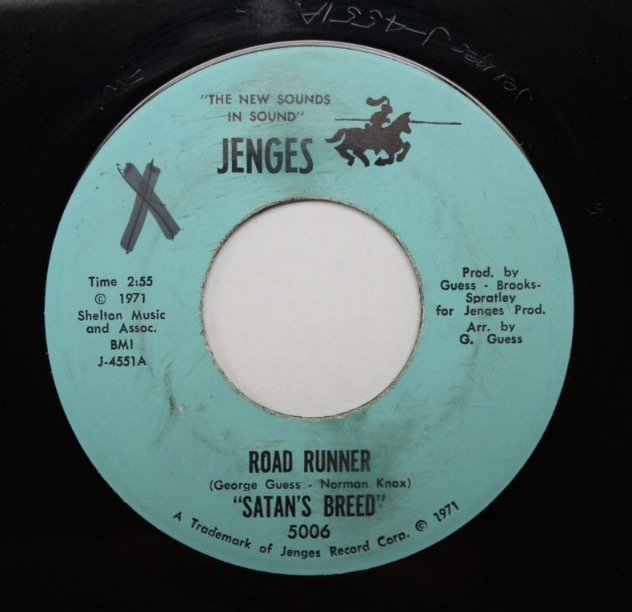 "THE NEW SOUNDS
IN SOUND"
JENGES
X
Time 2:55
© 1971
Shelton Music
and Assoc.
BMI
J-4551A
Prod. by
Guess - Brooks-
Spratley
for Jenges Prod.
Arr. by
G. Guess
ROAD RUNNER
(George Guess - Norman Knox)
"SATAN'S BREED"
5006
A Trademark of Jenges Record Corp. © 1971
J-4551A